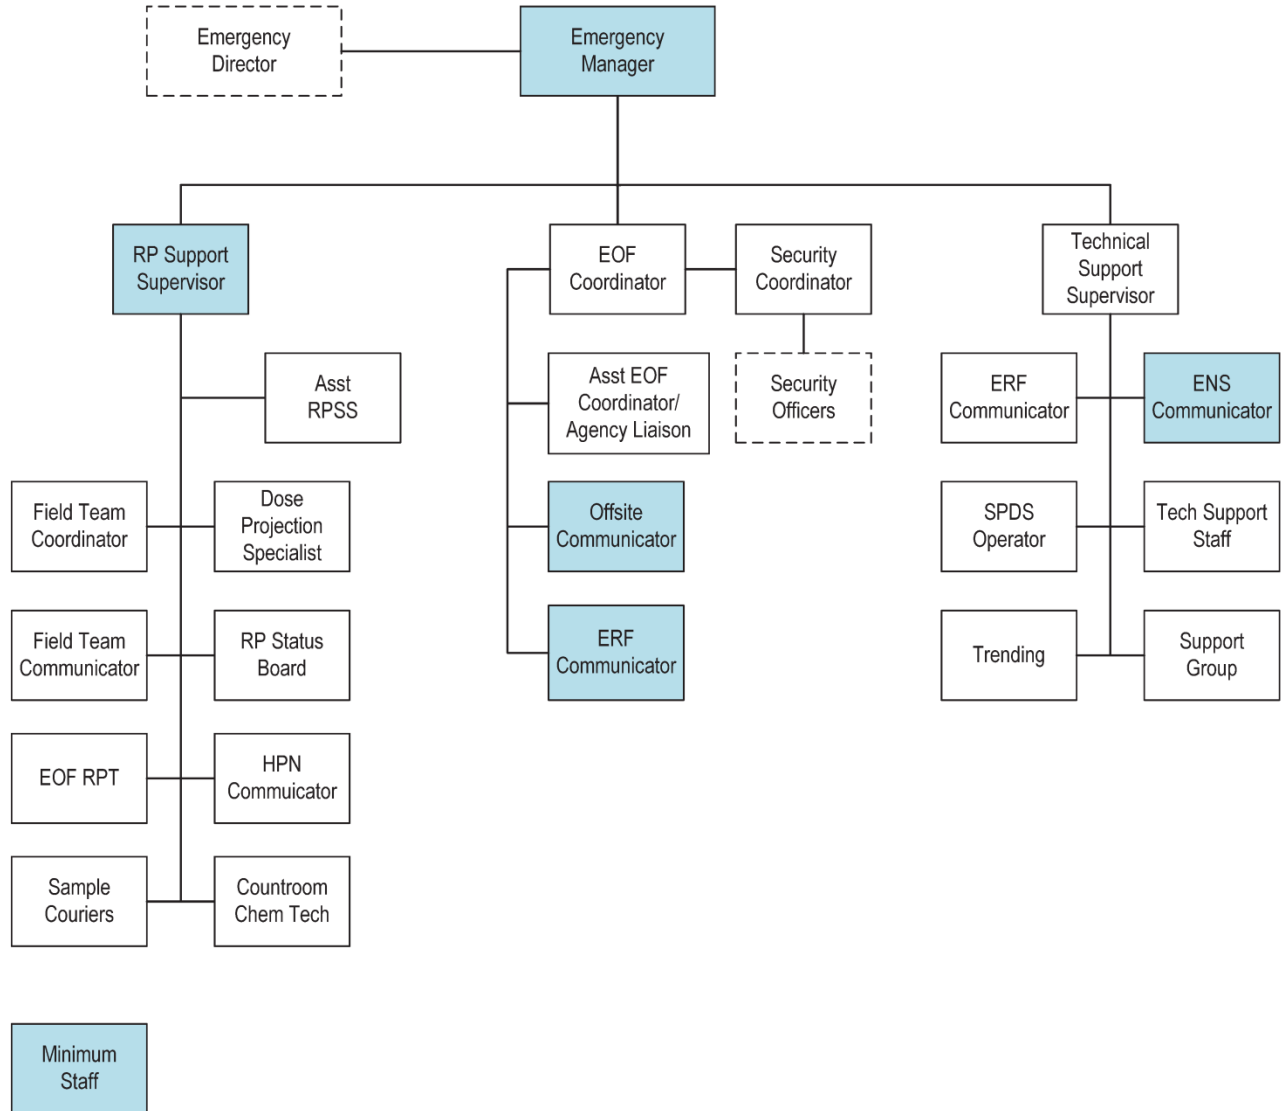 Emergency
Director
Emergency
Manager
RP Support
Supervisor
EOF
Coordinator
Security
Coordinator
Technical
Support
Supervisor
Asst
RPSS
Asst EOF
Coordinator/
Agency Liaison
Security
Officers
ERF
Communicator
ENS
Communicator
Field Team
Coordinator
Dose
Projection
Specialist
Offsite
Communicator
SPDS
Operator
Tech Support
Staff
Field Team
Communicator
RP Status
Board
ERF
Communicator
Trending
Support
Group
EOF RPT
HPN
Commuicator
Sample
Couriers
Countroom
Chem Tech
Minimum
Staff